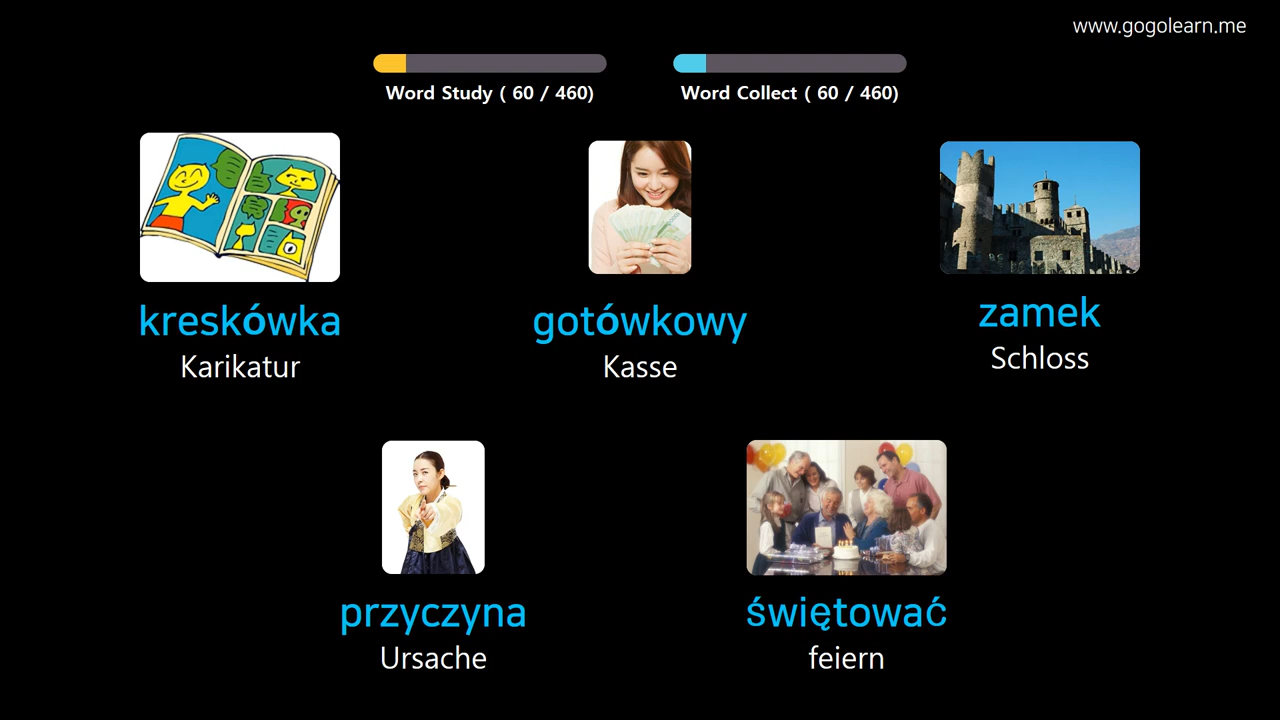 www.gogolearn.me
Word Study ( 60 / 460)
Word Collect ( 60 / 460)
kreskówka
Karikatur
gotówkowy
Kasse
zamek
Schloss
przyczyna
Ursache
świętować
feiern